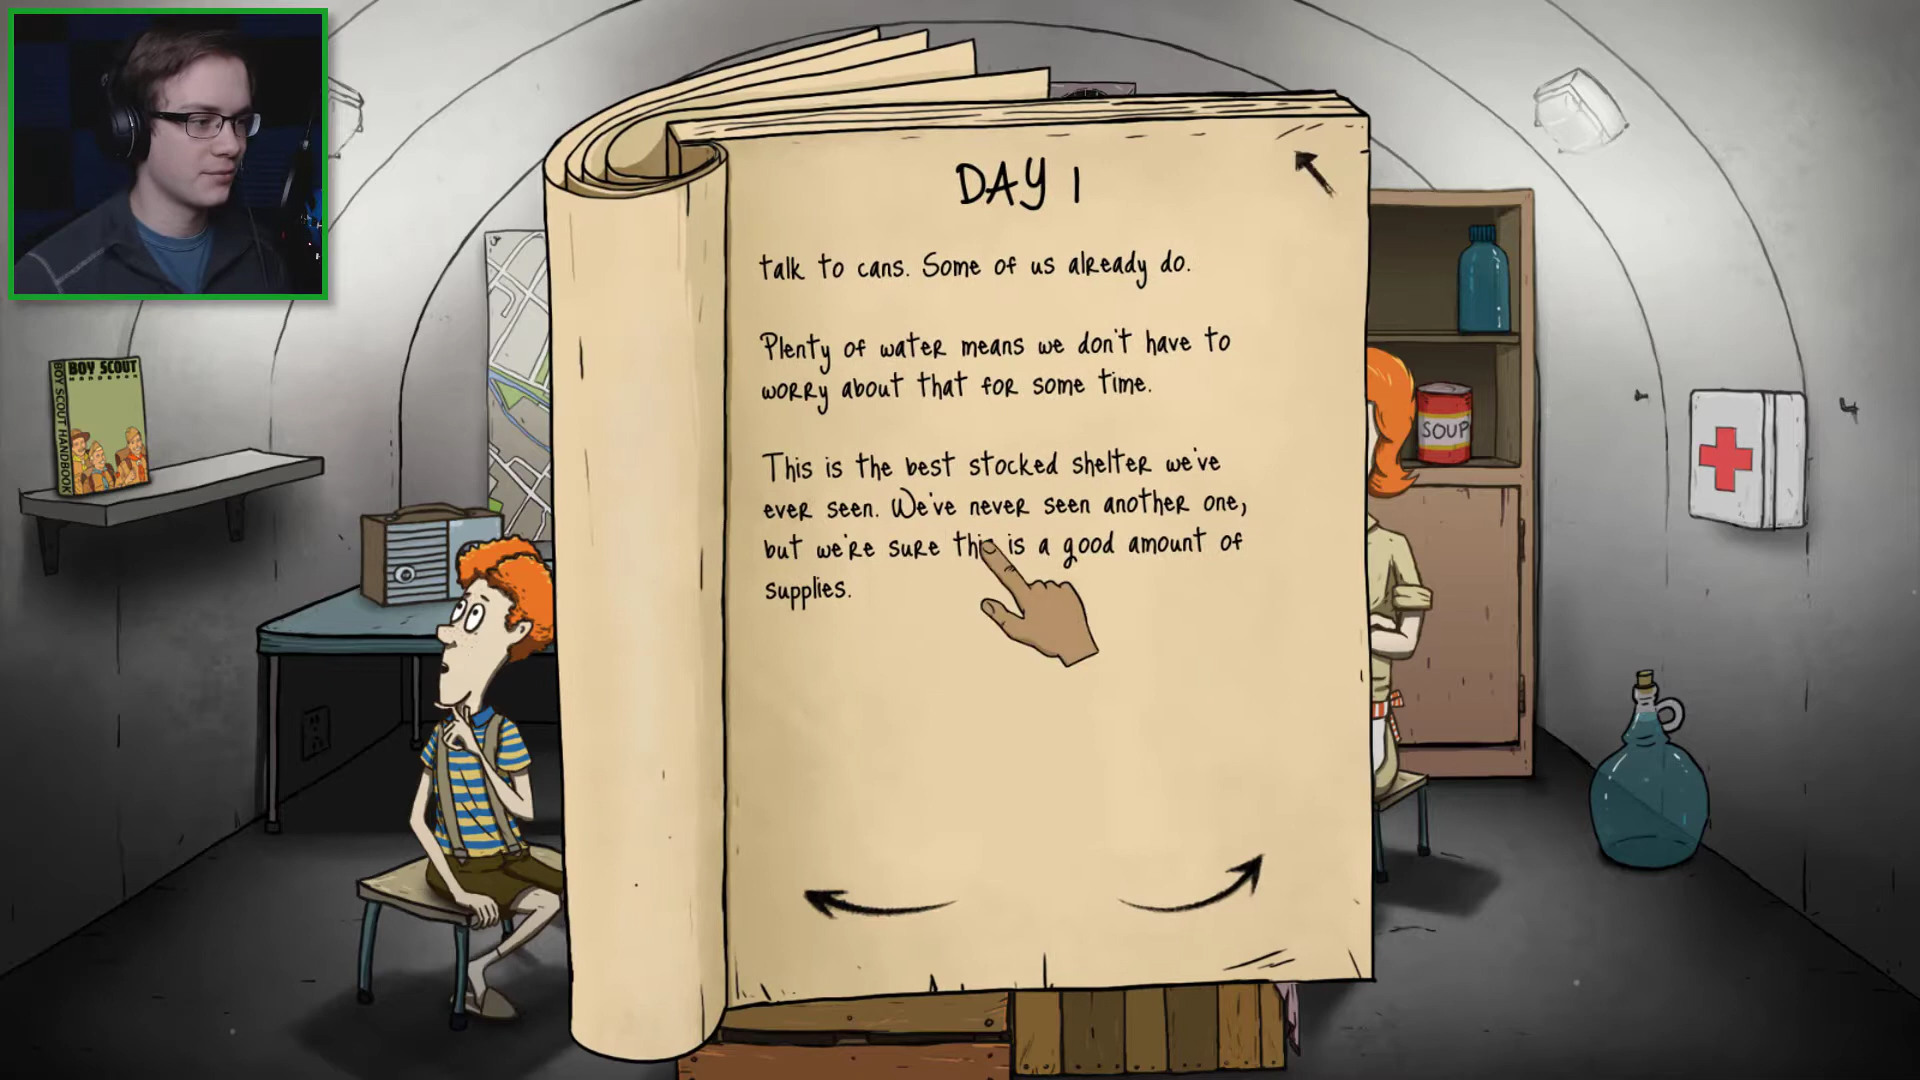 DAY 1
talk to cans. Some of us already do.
Plenty of water means we don't have to
worry about that for some time.
This is the best stocked shelter we've
ever seen. We've never seen another one,
but we're sure this is a good amount of
supplies.
BOY SCOUT
HANDBOOK
BOY SCOUT HANDBOOK
SOUP